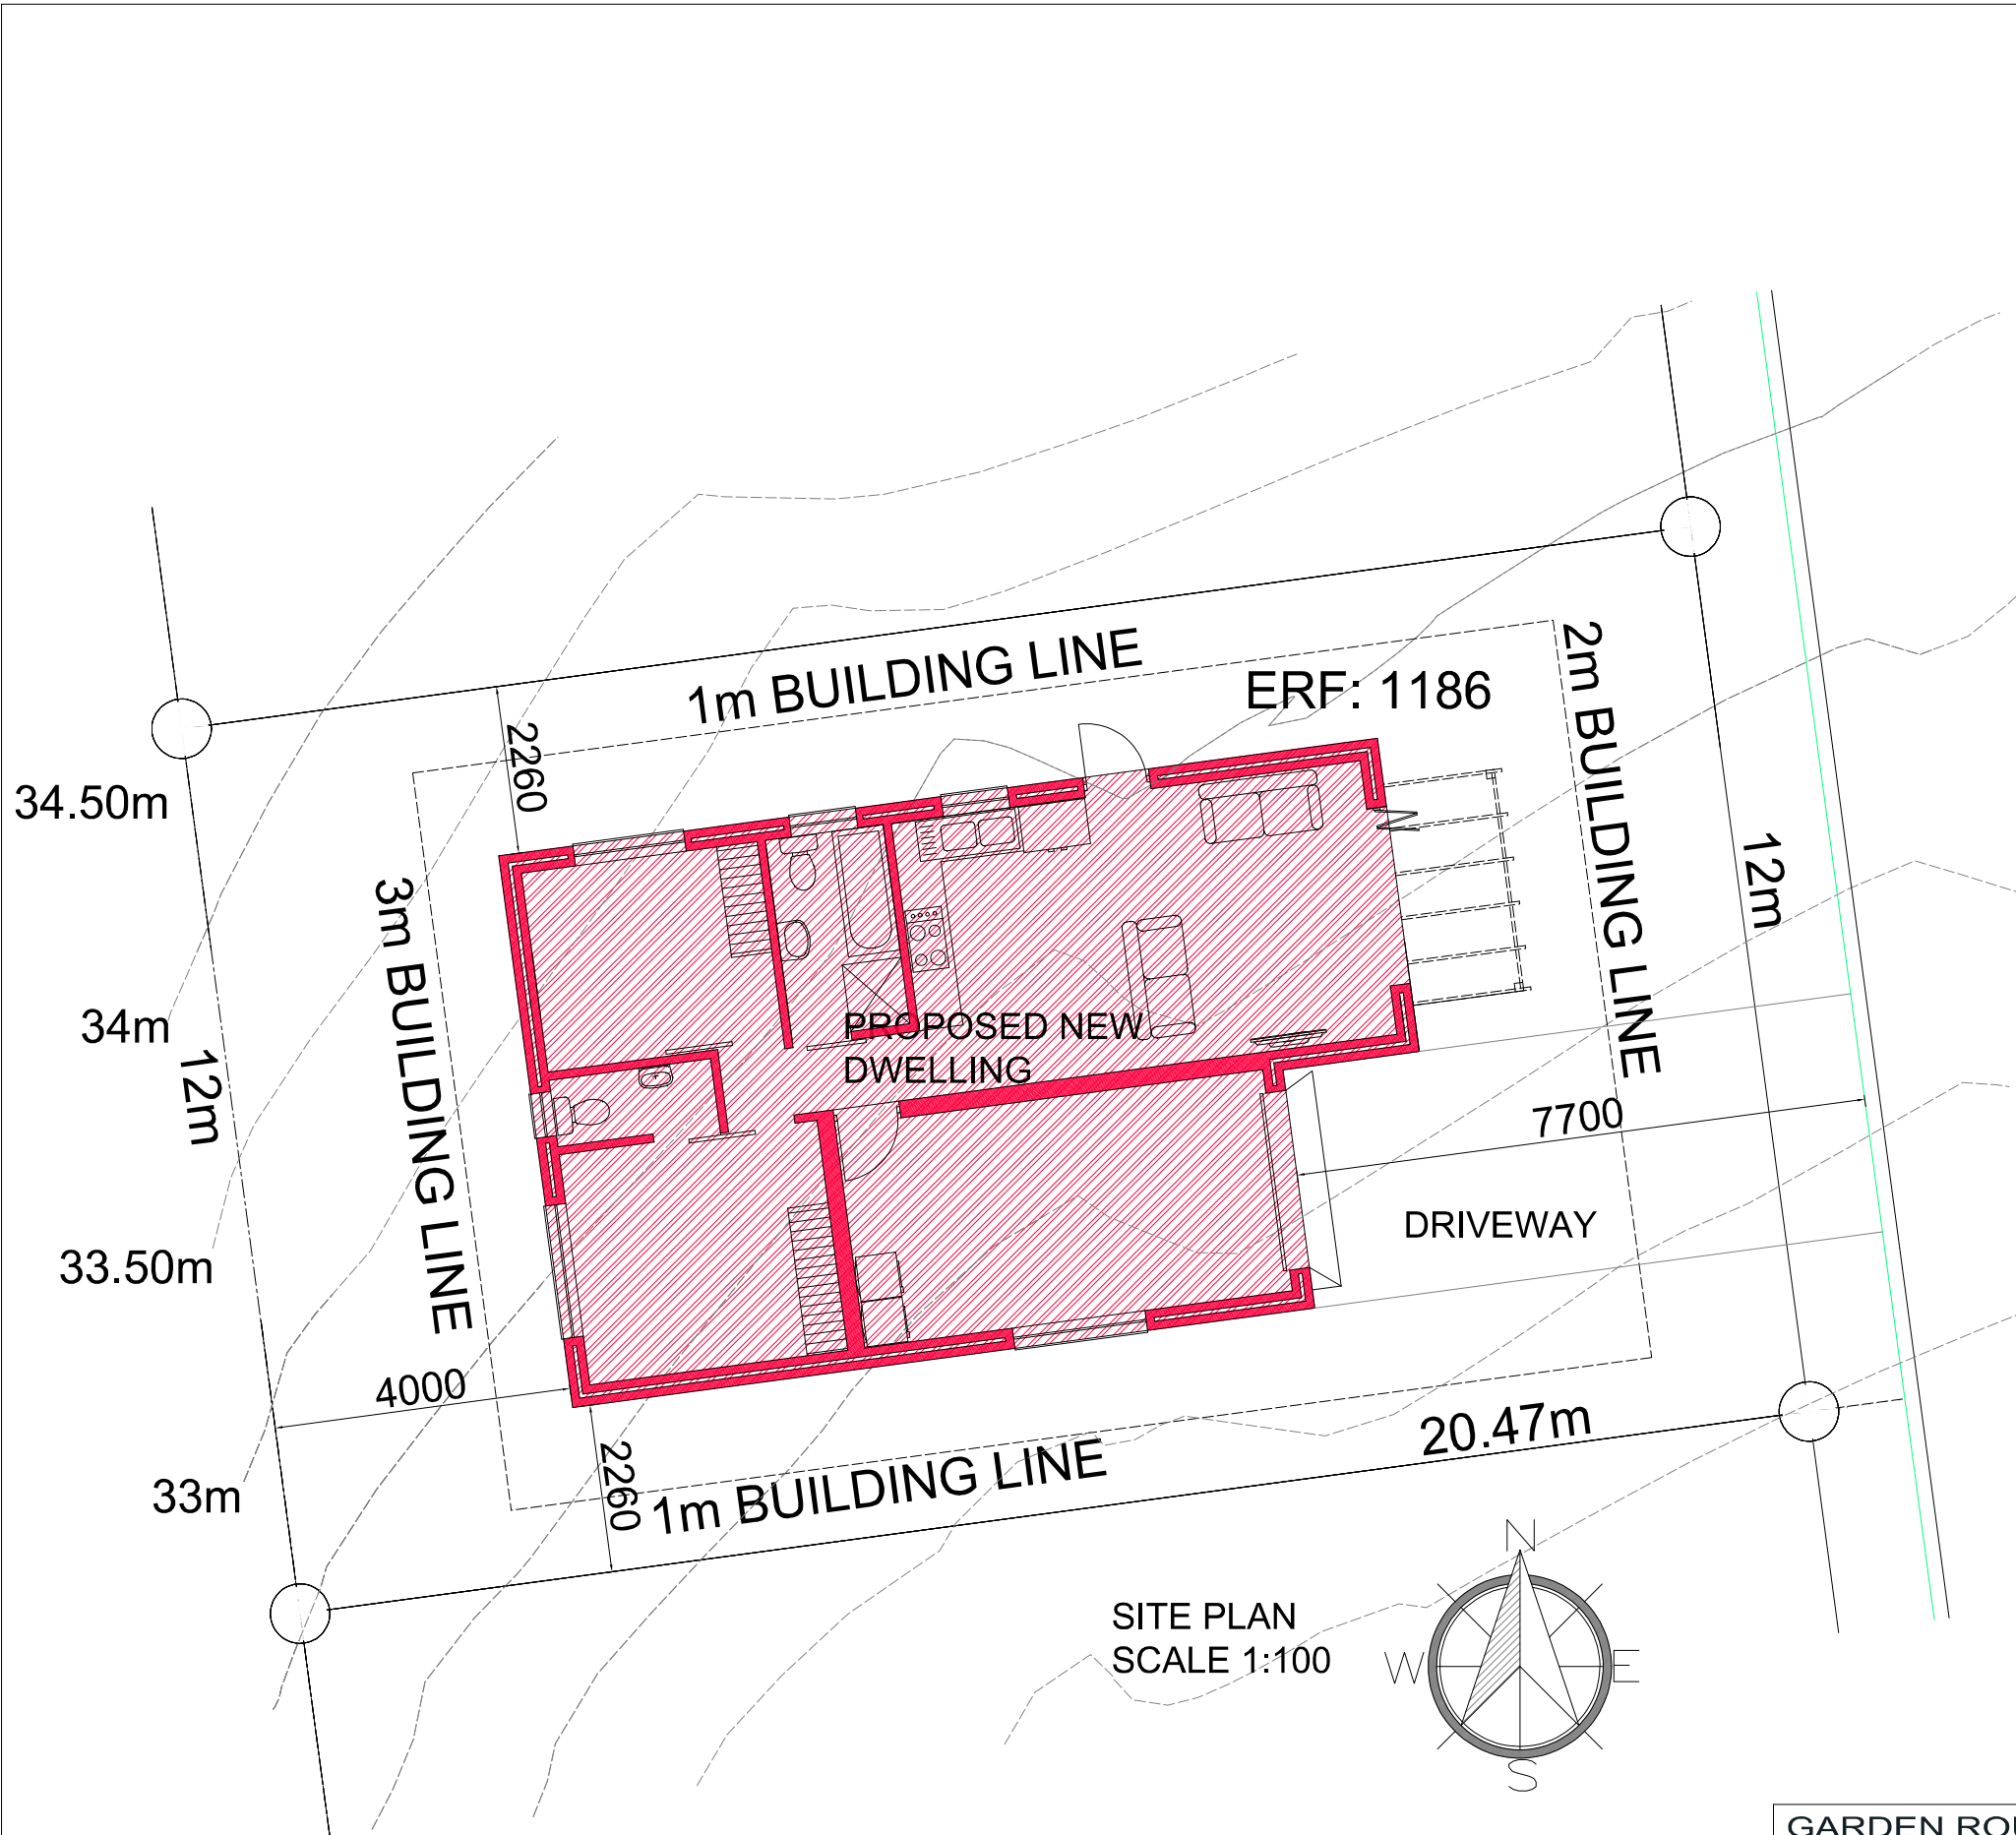 1m BUILDING LINE
ERF: 1186
2m BUILDING LINE
2260
34.50m
3m BUILDING LINE
12m
34m
12m
PROPOSED NEW
DWELLING
7700
DRIVEWAY
33.50m
4000
20.47m
2260
1m BUILDING LINE
33m
N
SITE PLAN
SCALE 1:100
W
E
S